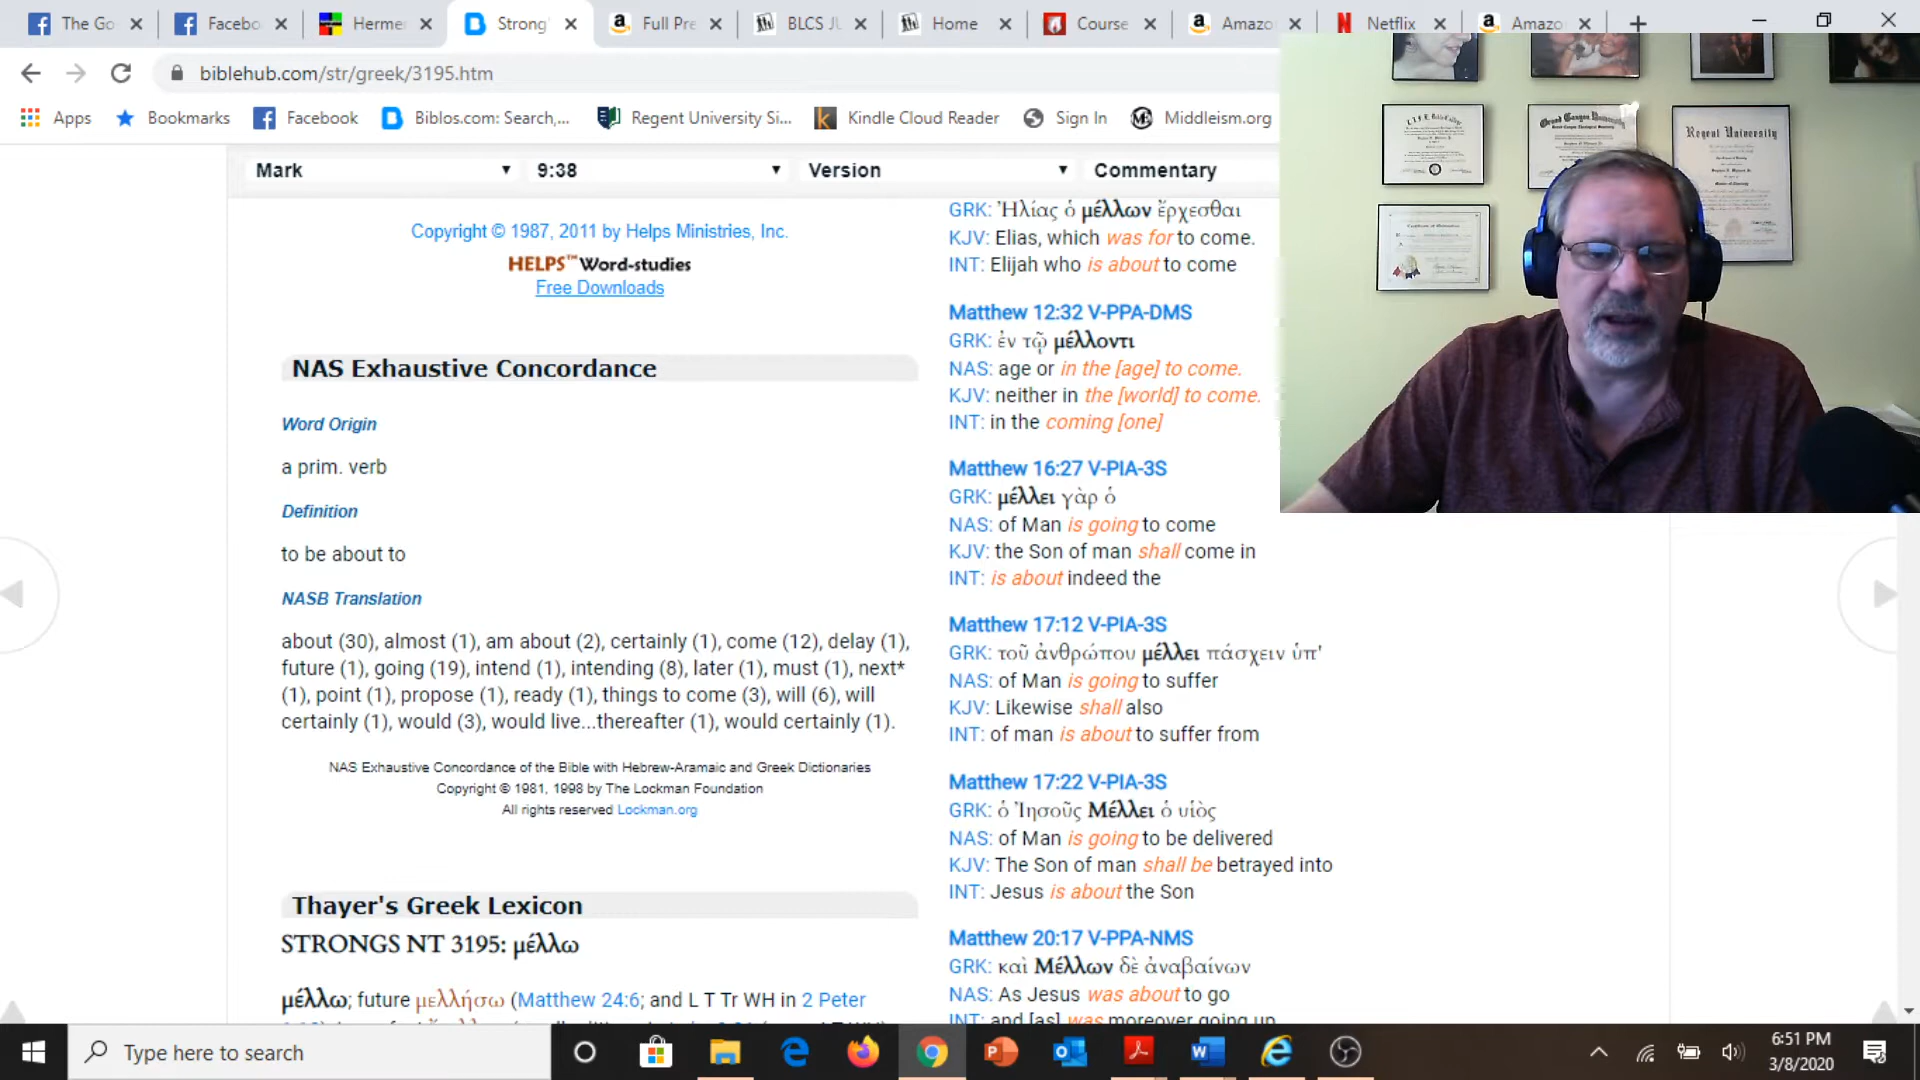 The Go
Facebo
Herme
Strong
Full Pre
BLCS JU
Home
Course
Amazo
Netflix
Amazo
biblehub.com/str/greek/3195.htm
Apps
Bookmarks
Facebook
Biblos.com: Search,...
Regent University Si...
Kindle Cloud Reader
Sign In
Middleism.org
Mark
9:38
Version
Commentary
Copyright © 1987, 2011 by Helps Ministries, Inc.
HELPS™ Word-studies
Free Downloads
NAS Exhaustive Concordance
Word Origin
a prim. verb
Definition
to be about to
NASB Translation
about (30), almost (1), am about (2), certainly (1), come (12), delay (1),
future (1), going (19), intend (1), intending (8), later (1), must (1), next*
(1), point (1), propose (1), ready (1), things to come (3), will (6), will
certainly (1), would (3), would live...thereafter (1), would certainly (1).
NAS Exhaustive Concordance of the Bible with Hebrew-Aramaic and Greek Dictionaries
Copyright © 1981, 1998 by The Lockman Foundation
All rights reserved Lockman.org
Thayer's Greek Lexicon
STRONGS NT 3195: μέλλω
μέλλω; future μελλήσω (Matthew 24:6; and L T Tr WH in 2 Peter
GRK: Ἠλίας ὁ μέλλων ἔρχεσθαι
KJV: Elias, which was for to come.
INT: Elijah who is about to come
Matthew 12:32 V-PPA-DMS
GRK: ἐν τῷ μέλλοντι
NAS: age or in the [age] to come.
KJV: neither in the [world] to come.
INT: in the coming [one]
Matthew 16:27 V-PIA-3S
GRK: μέλλει γὰρ ὁ
NAS: of Man is going to come
KJV: the Son of man shall come in
INT: is about indeed the
Matthew 17:12 V-PIA-3S
GRK: τοῦ ἀνθρώπου μέλλει πάσχειν ὑπ'
NAS: of Man is going to suffer
KJV: Likewise shall also
INT: of man is about to suffer from
Matthew 17:22 V-PIA-3S
GRK: ὁ Ἰησοῦς Μέλλει ὁ υἱὸς
NAS: of Man is going to be delivered
KJV: The Son of man shall be betrayed into
INT: Jesus is about the Son
Matthew 20:17 V-PPA-NMS
GRK: καὶ Μέλλων δὲ ἀναβαίνων
NAS: As Jesus was about to go
INT: and [as] was moreover going up
Regent University
Type here to search
6:51 PM
3/8/2020